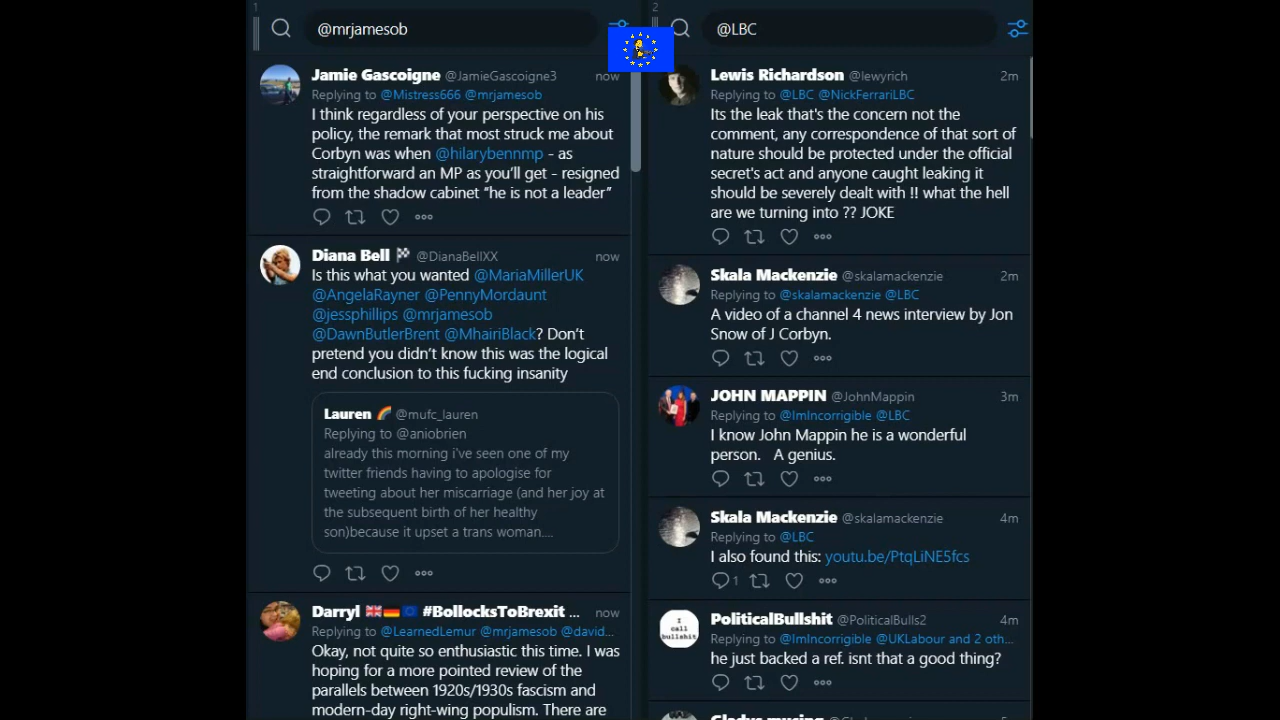 1
@mrjamesob
Jamie Gascoigne @JamieGascoigne3 now
Replying to @Mistress666 @mrjamesob
I think regardless of your perspective on his
policy, the remark that most struck me about
Corbyn was when @hilarybennmp - as
straightforward an MP as you'll get - resigned
from the shadow cabinet “he is not a leader”
Diana Bell 🏁 @DianaBellXX now
Is this what you wanted @MariaMillerUK
@AngelaRayner @PennyMordaunt
@jessphillips @mrjamesob
@DawnButlerBrent @MhairiBlack? Don't
pretend you didn't know this was the logical
end conclusion to this fucking insanity
Lauren 🌈 @mufc_lauren
Replying to @aniobrien
already this morning i've seen one of my
twitter friends having to apologise for
tweeting about her miscarriage (and her joy at
the subsequent birth of her healthy
son)because it upset a trans woman....
Darryl 🇬🇧🇩🇪🇪🇺 #BollocksToBrexit ... now
Replying to @LearnedLemur @mrjamesob @david...
Okay, not quite so enthusiastic this time. I was
hoping for a more pointed review of the
parallels between 1920s/1930s fascism and
modern-day right-wing populism. There are
2
@LBC
Lewis Richardson @lewyrich 2m
Replying to @LBC @NickFerrariLBC
Its the leak that's the concern not the
comment, any correspondence of that sort of
nature should be protected under the official
secret's act and anyone caught leaking it
should be severely dealt with !! what the hell
are we turning into ?? JOKE
Skala Mackenzie @skalamackenzie 2m
Replying to @skalamackenzie @LBC
A video of a channel 4 news interview by Jon
Snow of J Corbyn.
JOHN MAPPIN @JohnMappin 3m
Replying to @ImIncorrigible @LBC
I know John Mappin he is a wonderful
person. A genius.
Skala Mackenzie @skalamackenzie 4m
Replying to @LBC
I also found this: youtu.be/PtqLiNE5fcs
1
PoliticalBullshit @PoliticalBulls2 4m
I call bullshit
Replying to @ImIncorrigible @UKLabour and 2 oth...
he just backed a ref. isnt that a good thing?